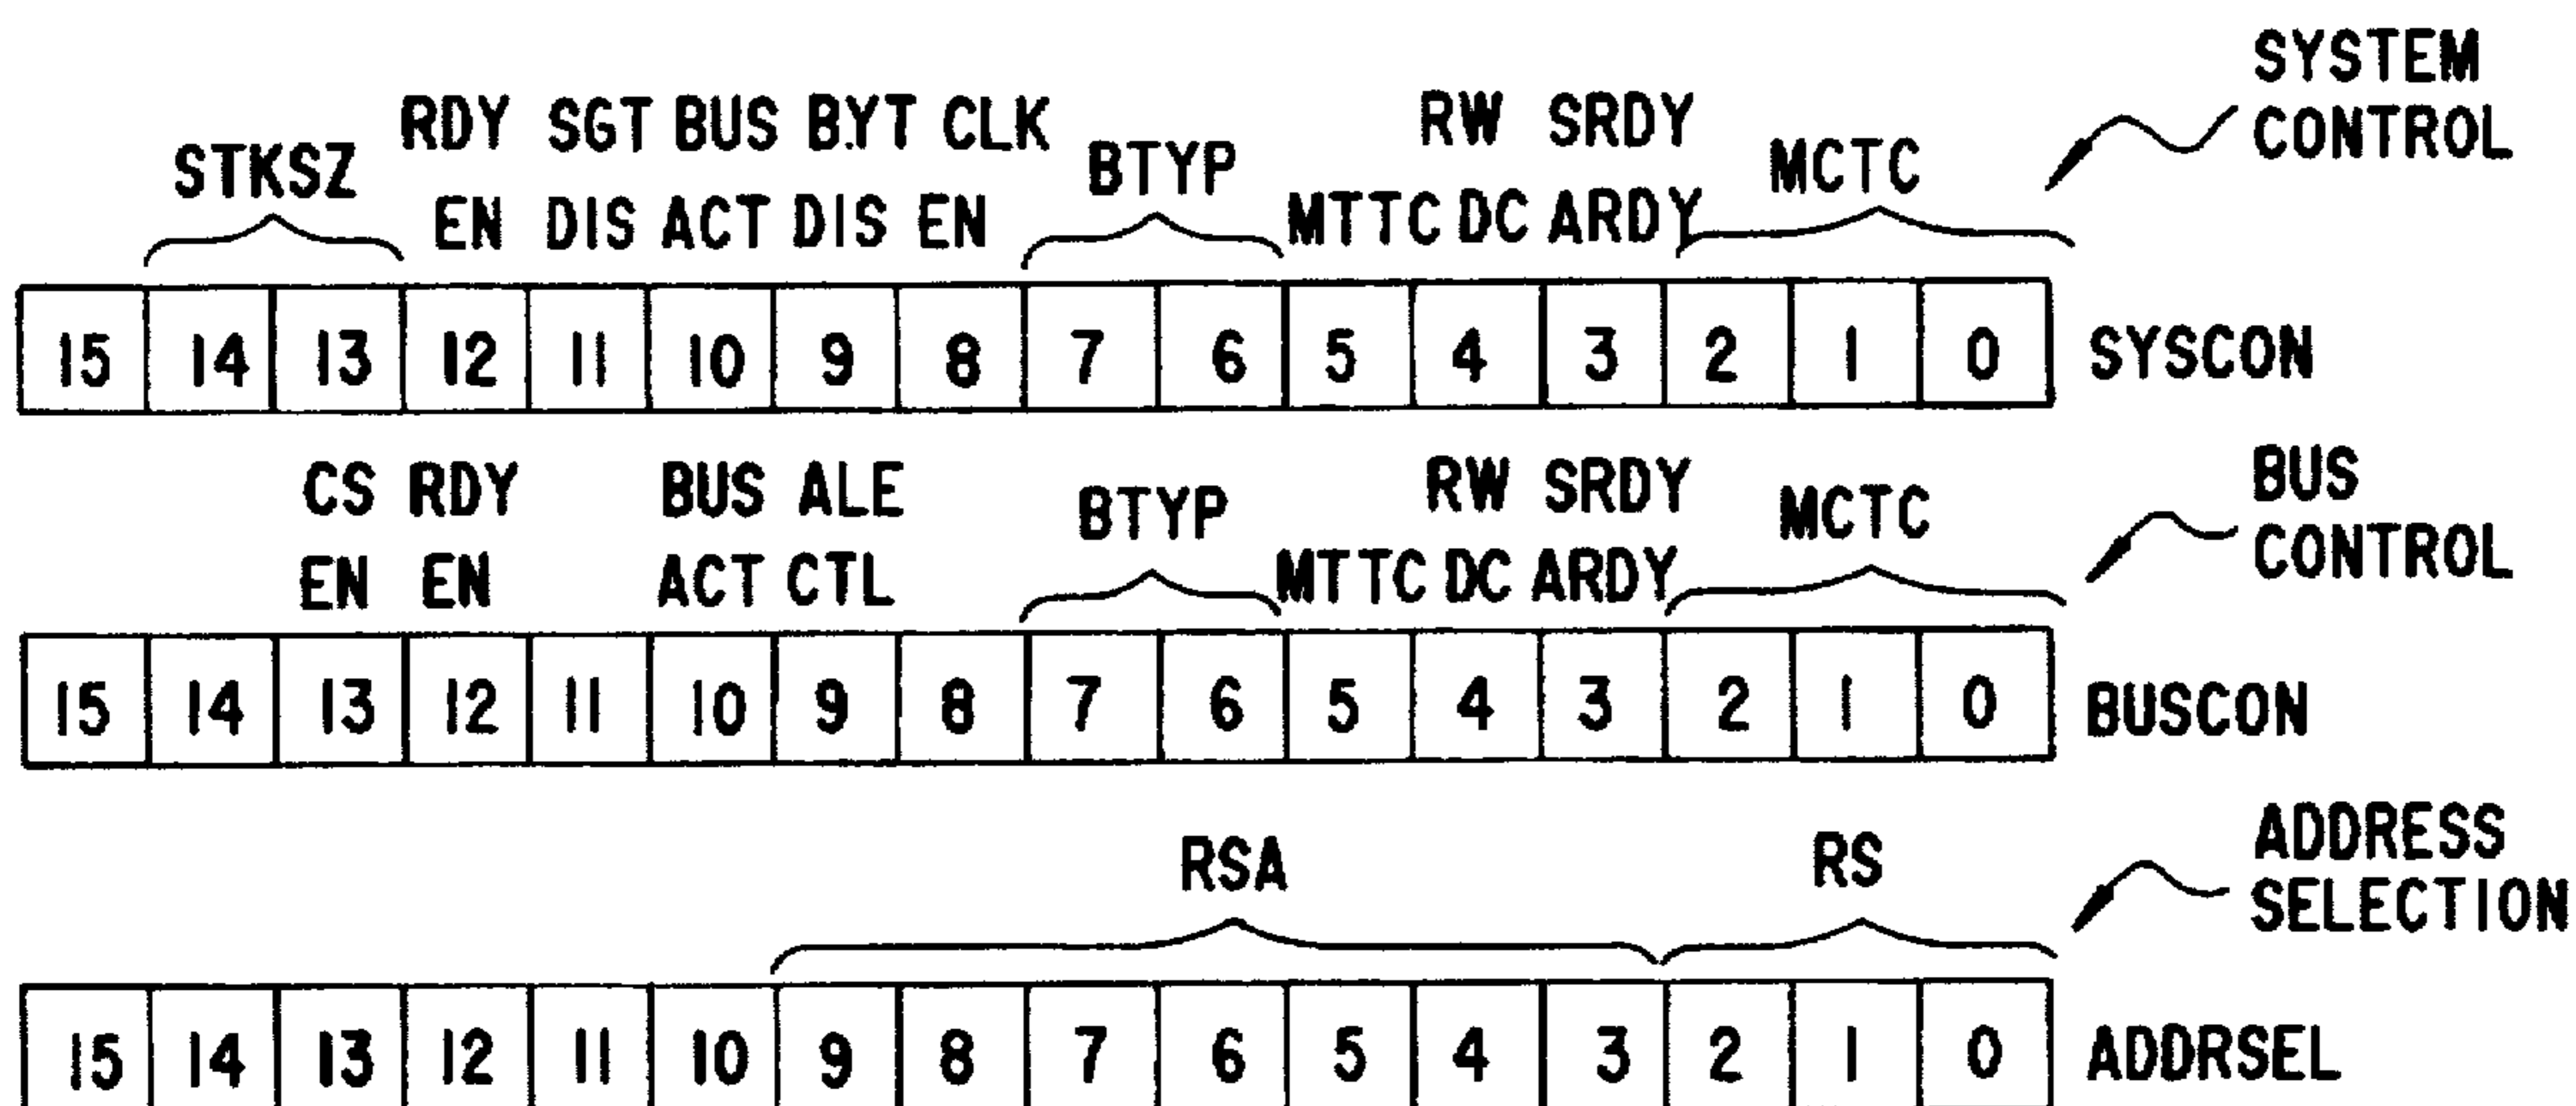 SYSTEM
CONTROL
RDY SGT BUS BYT CLK RW SRDY
STKSZ BTYP MCTC
EN DIS ACT DIS EN MTTC DC ARDY
15 14 13 12 11 10 9 8 7 6 5 4 3 2 1 0 SYSCON
BUS
CONTROL
CS RDY BUS ALE RW SRDY
BTYP MCTC
EN EN ACT CTL MTTC DC ARDY
15 14 13 12 11 10 9 8 7 6 5 4 3 2 1 0 BUSCON
ADDRESS
SELECTION
RSA RS
15 14 13 12 11 10 9 8 7 6 5 4 3 2 1 0 ADDRSEL